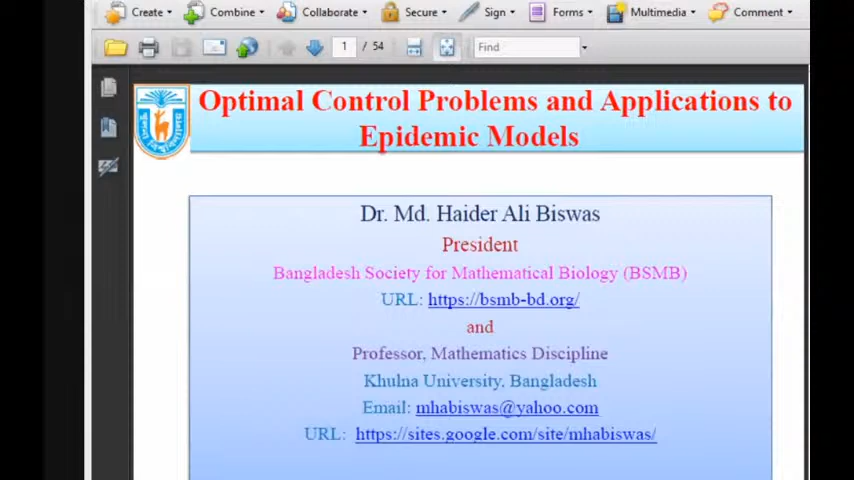 Create Combine Collaborate Secure Sign Forms Multimedia Comment
1 / 54 Find
Optimal Control Problems and Applications to
Epidemic Models
Dr. Md. Haider Ali Biswas
President
Bangladesh Society for Mathematical Biology (BSMB)
URL: https://bsmb-bd.org/
and
Professor, Mathematics Discipline
Khulna University, Bangladesh
Email: mhabiswas@yahoo.com
URL: https://sites.google.com/site/mhabiswas/